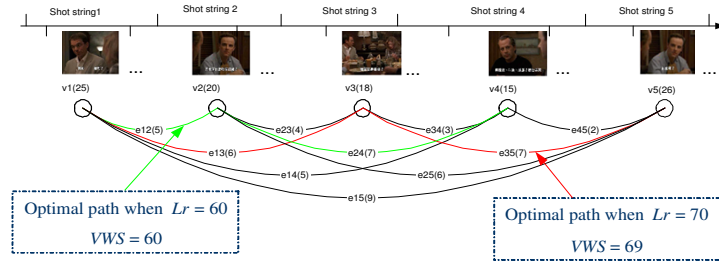 Shot string1 Shot string 2 Shot string 3 Shot string 4 Shot string 5
... ... ... ... ...
v1(25) v2(20) v3(18) v4(15) v5(26)
e12(5) e23(4) e34(3) e45(2)
e13(6) e24(7) e35(7)
e14(5) e25(6)
e15(9)
Optimal path when Lr = 60
VWS = 60
Optimal path when Lr = 70
VWS = 69